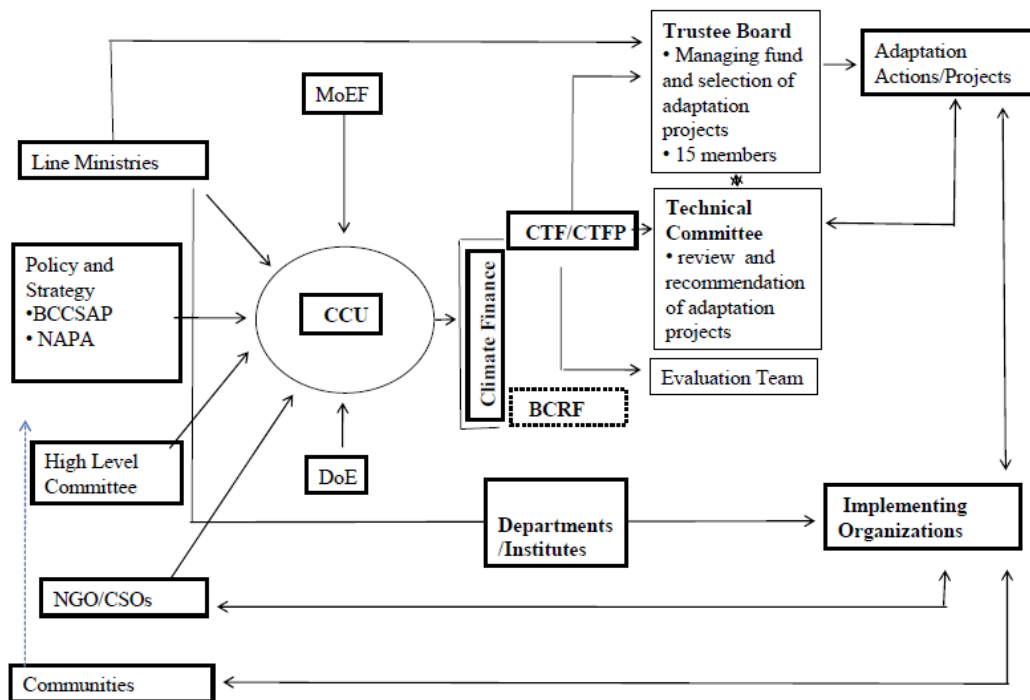 Trustee Board
• Managing fund
and selection of
adaptation
projects
• 15 members
Adaptation
Actions/Projects
MoEF
Line Ministries
Technical
Committee
• review and
recommendation
of adaptation
projects
CTF/CTFP
Policy and
Strategy
•BCCSAP
• NAPA
CCU
Climate Finance
Evaluation Team
BCRF
High Level
Committee
DoE
Departments
/Institutes
Implementing
Organizations
NGO/CSOs
Communities